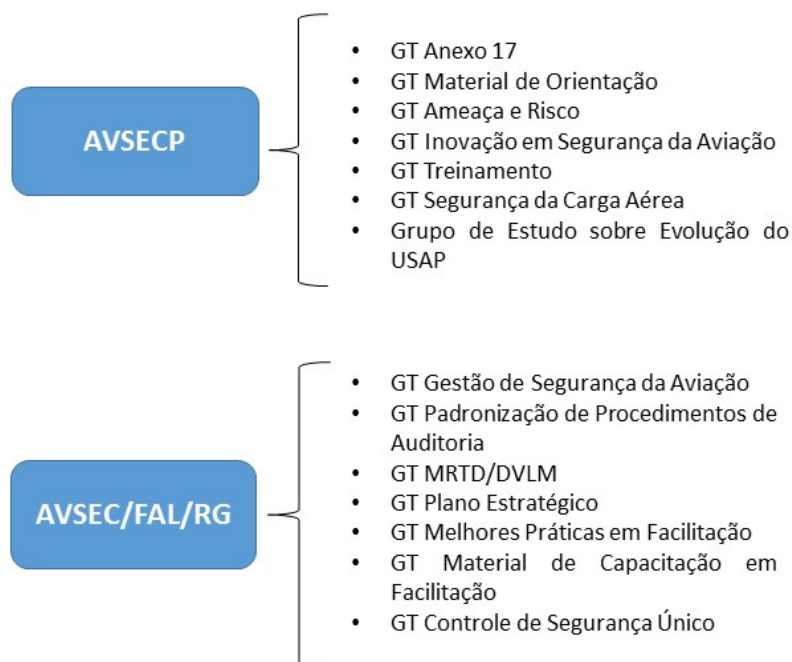 AVSECP
• GT Anexo 17
• GT Material de Orientação
• GT Ameaça e Risco
• GT Inovação em Segurança da Aviação
• GT Treinamento
• GT Segurança da Carga Aérea
• Grupo de Estudo sobre Evolução do
USAP
AVSEC/FAL/RG
• GT Gestão de Segurança da Aviação
• GT Padronização de Procedimentos de
Auditoria
• GT MRTD/DVLM
• GT Plano Estratégico
• GT Melhores Práticas em Facilitação
• GT Material de Capacitação em
Facilitação
• GT Controle de Segurança Único